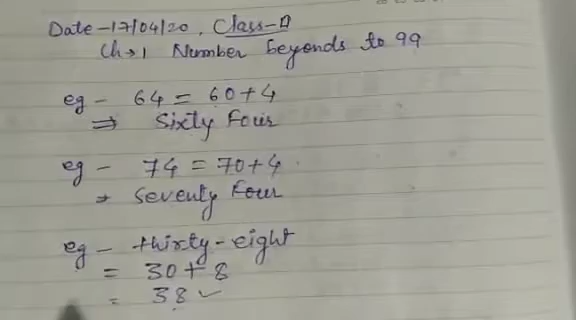 Date -17/04/20, Class-II
Ch→1 Number beyonds to 99
eg - 64 = 60+4
⇒ Sixty Four
eg - 74 = 70+4
→ Seventy Four
eg - thirty-eight
= 30+8
= 38 ✓